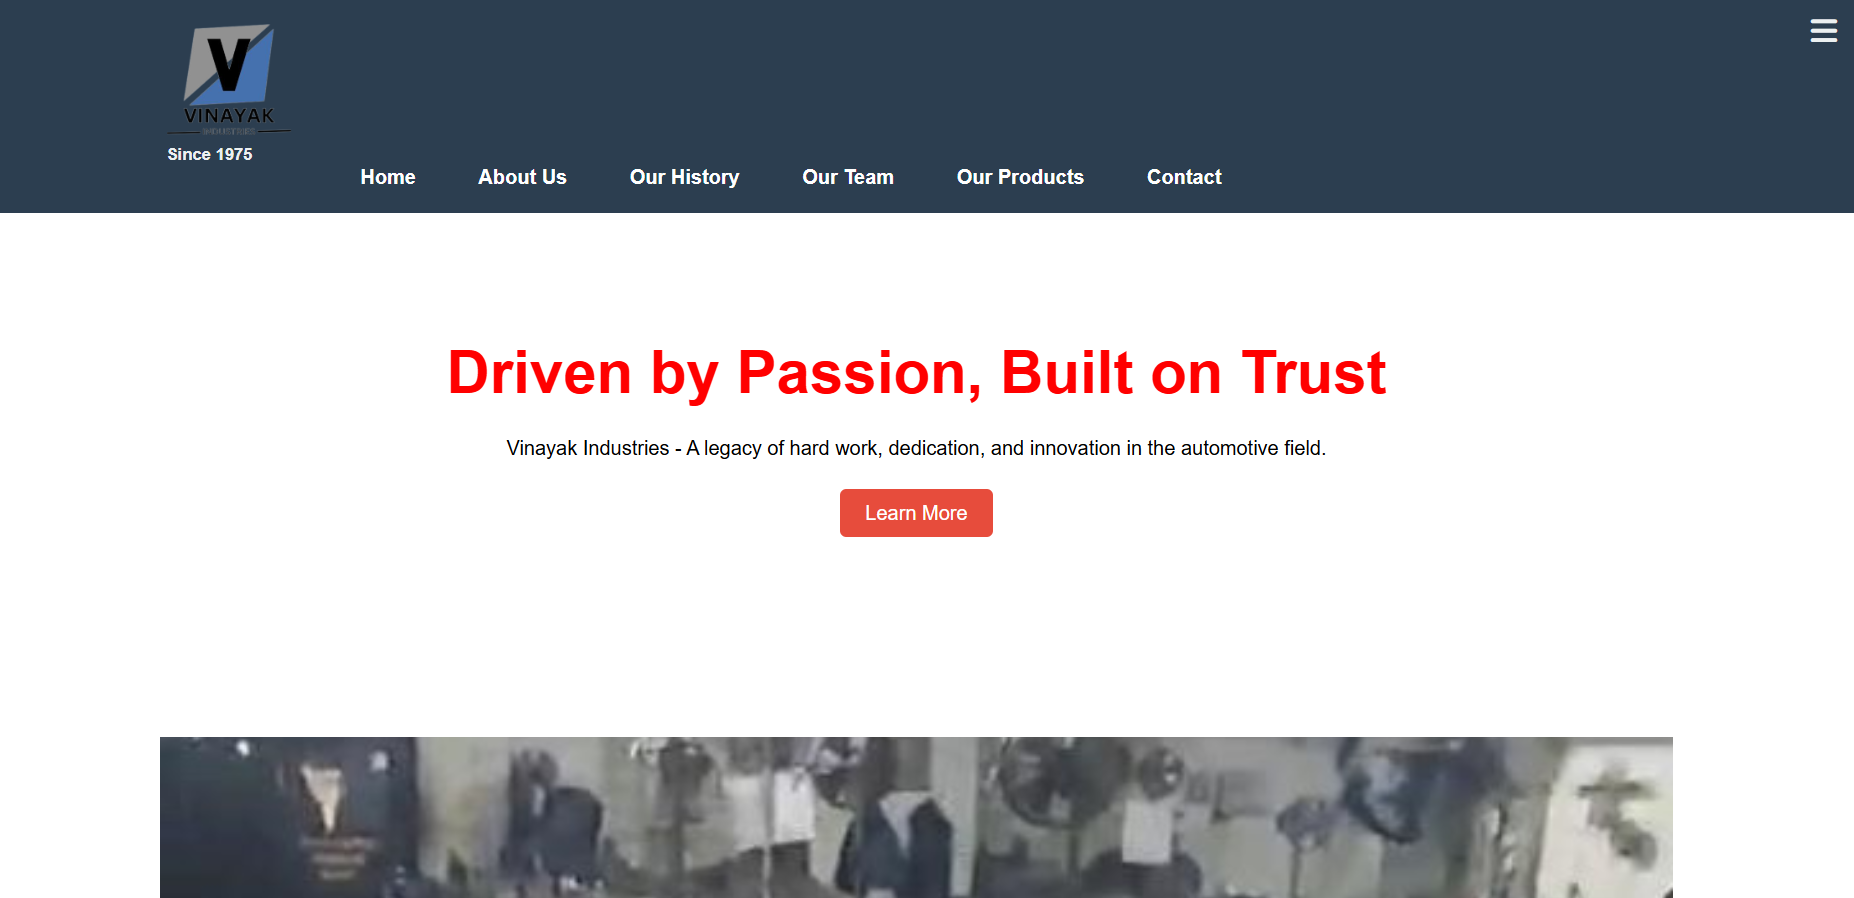 V
VINAYAK
INDUSTRIES
Since 1975
Home About Us Our History Our Team Our Products Contact
Driven by Passion, Built on Trust
Vinayak Industries - A legacy of hard work, dedication, and innovation in the automotive field.
Learn More